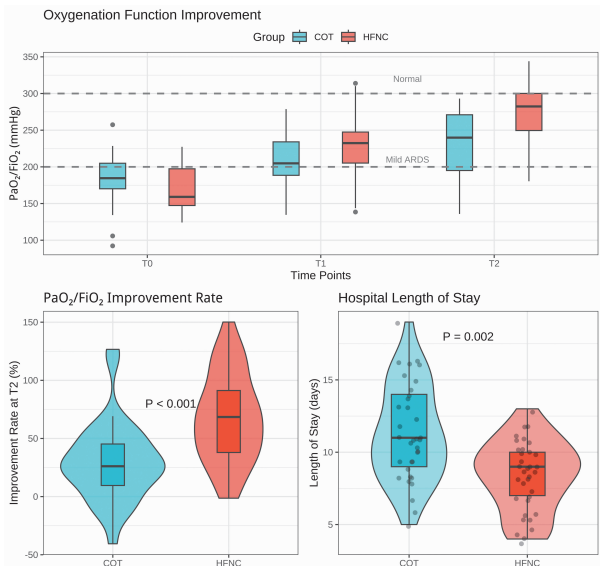 Oxygenation Function Improvement
Group COT HFNC
PaO₂/FiO₂ (mmHg)
350
300
250
200
150
100
Normal
Mild ARDS
T0 T1 T2
Time Points
PaO₂/FiO₂ Improvement Rate
Improvement Rate at T2 (%)
150
100
50
0
-50
P < 0.001
COT HFNC
Hospital Length of Stay
Length of Stay (days)
15
10
5
P = 0.002
COT HFNC